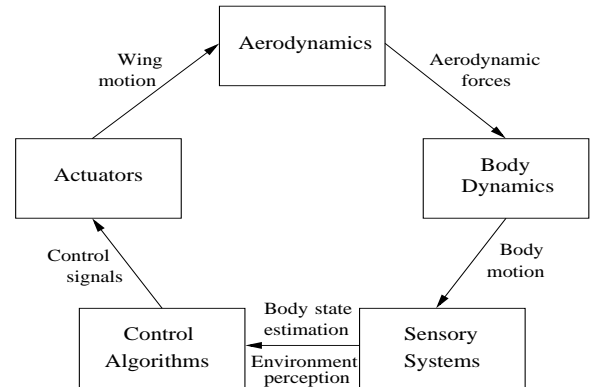 Aerodynamics
Wing
motion
Aerodynamic
forces
Actuators
Body
Dynamics
Control
signals
Body
motion
Body state
estimation
Control
Algorithms
Environment
perception
Sensory
Systems